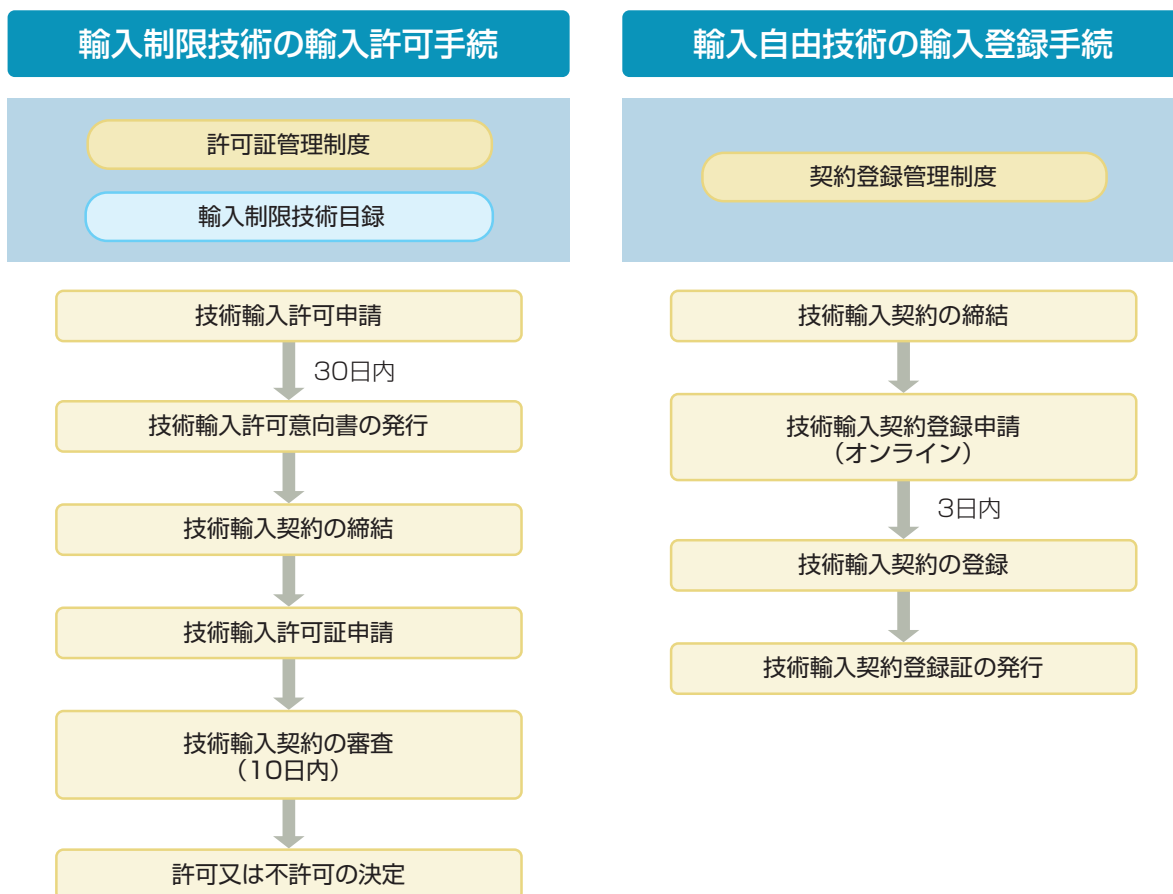 輸入制限技術の輸入許可手続
許可証管理制度
輸入制限技術目録
技術輸入許可申請
30日内
技術輸入許可意向書の発行
技術輸入契約の締結
技術輸入許可証申請
技術輸入契約の審査
(10日内)
許可又は不許可の決定
輸入自由技術の輸入登録手続
契約登録管理制度
技術輸入契約の締結
技術輸入契約登録申請
(オンライン)
3日内
技術輸入契約の登録
技術輸入契約登録証の発行